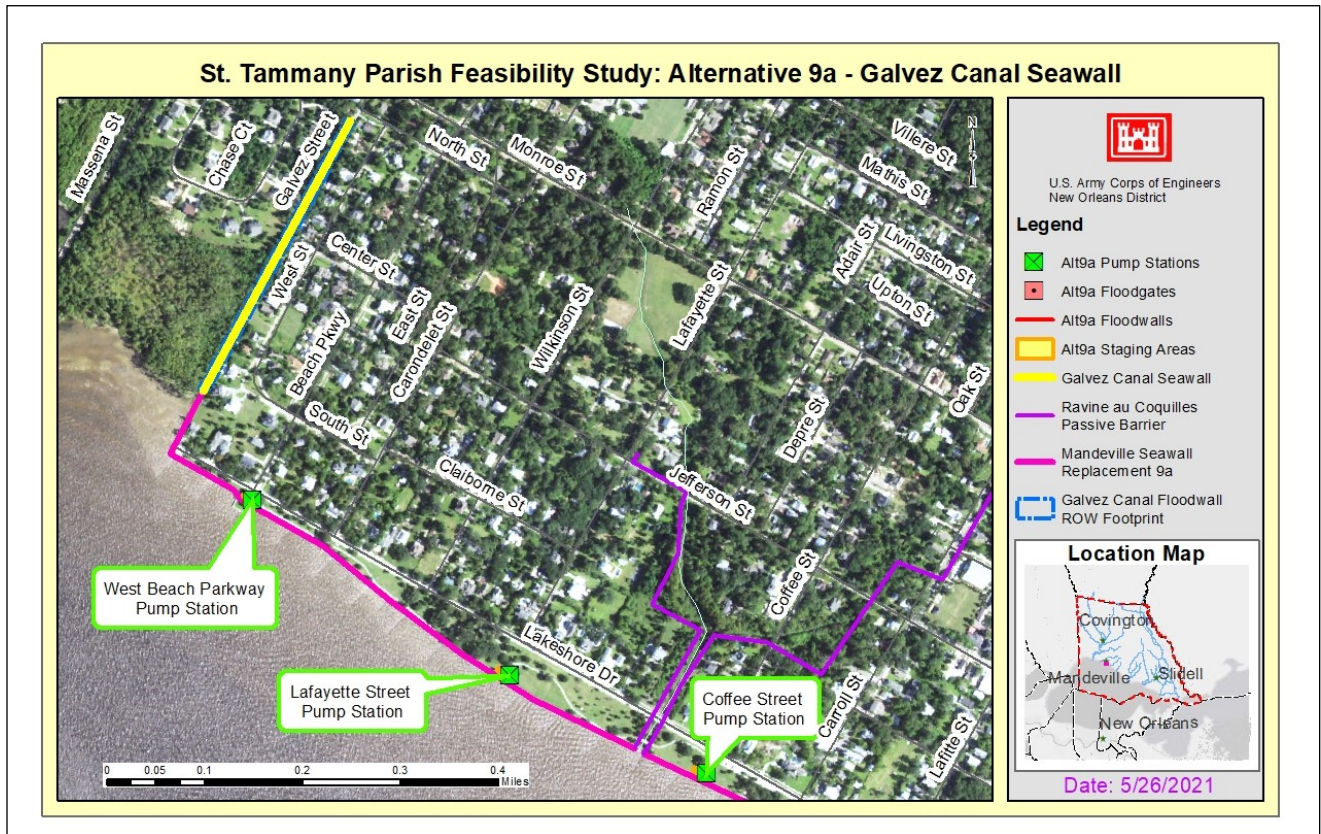 St. Tammany Parish Feasibility Study: Alternative 9a - Galvez Canal Seawall
Massena St
Chase Ct
Galvez Street
North St
Monroe St
Ramon St
Villere St
Mathis St
N
Livingston St
Adair St
Upton St
Lafayette St
West St
Center St
Beach Pkwy
East St
Carondelet St
Wilkinson St
Oak St
Depre St
South St
Claiborne St
Jefferson St
Coffee St
Lakeshore Dr
Carroll St
Lafitte St
West Beach Parkway
Pump Station
Lafayette Street
Pump Station
Coffee Street
Pump Station
0 0.05 0.1 0.2 0.3 0.4
Miles
U.S. Army Corps of Engineers
New Orleans District
Legend
Alt9a Pump Stations
Alt9a Floodgates
Alt9a Floodwalls
Alt9a Staging Areas
Galvez Canal Seawall
Ravine au Coquilles
Passive Barrier
Mandeville Seawall
Replacement 9a
Galvez Canal Floodwall
ROW Footprint
Location Map
Covington
Mandeville
Slidell
New Orleans
Date: 5/26/2021